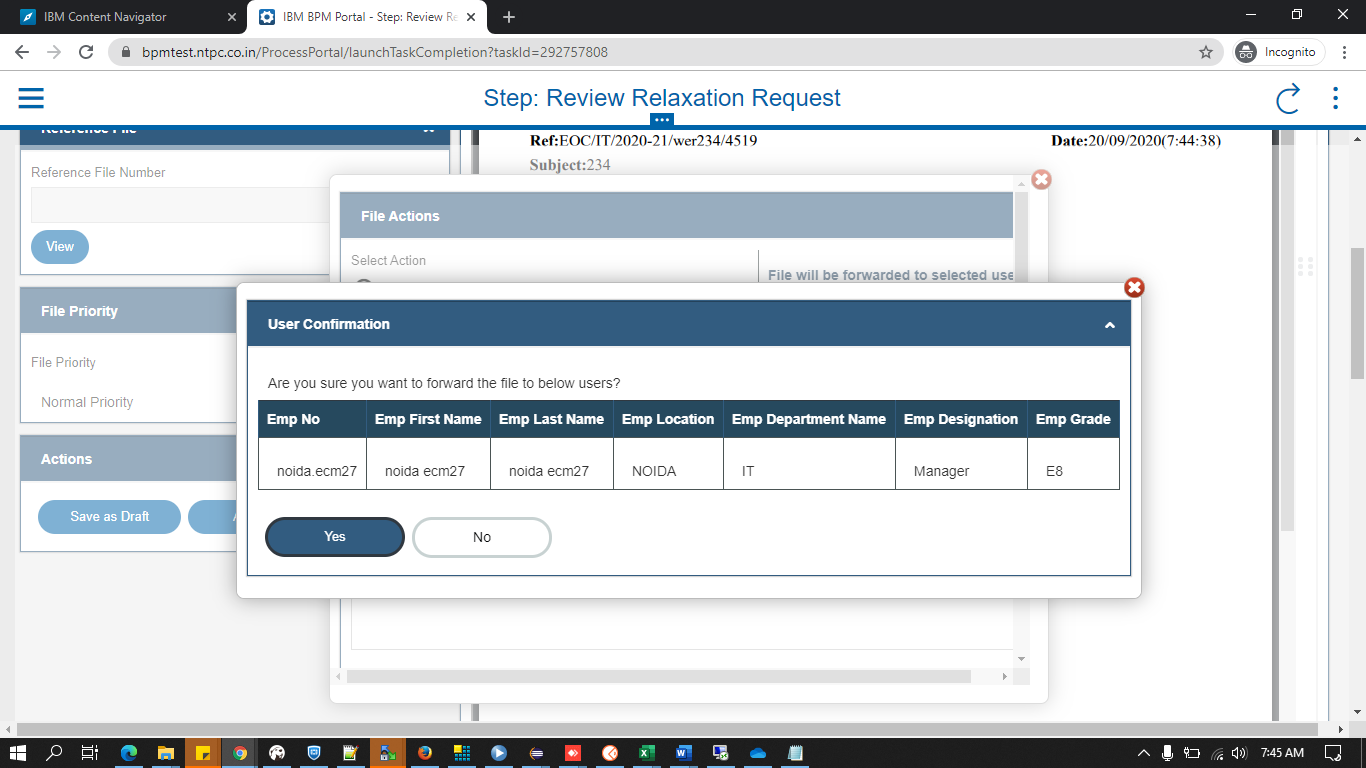 IBM Content Navigator
IBM BPM Portal - Step: Review Re
bpmtest.ntpc.co.in/ProcessPortal/launchTaskCompletion?taskId=292757808
Incognito
Step: Review Relaxation Request
Reference File
Ref:EOC/IT/2020-21/wer234/4519 Date:20/09/2020(7:44:38)
Subject:234
Reference File Number
View
File Actions
Select Action
File will be forwarded to selected use
File Priority
File Priority
Normal Priority
Actions
Save as Draft
User Confirmation
Are you sure you want to forward the file to below users?
Emp No Emp First Name Emp Last Name Emp Location Emp Department Name Emp Designation Emp Grade
noida.ecm27 noida ecm27 noida ecm27 NOIDA IT Manager E8
Yes No
7:45 AM